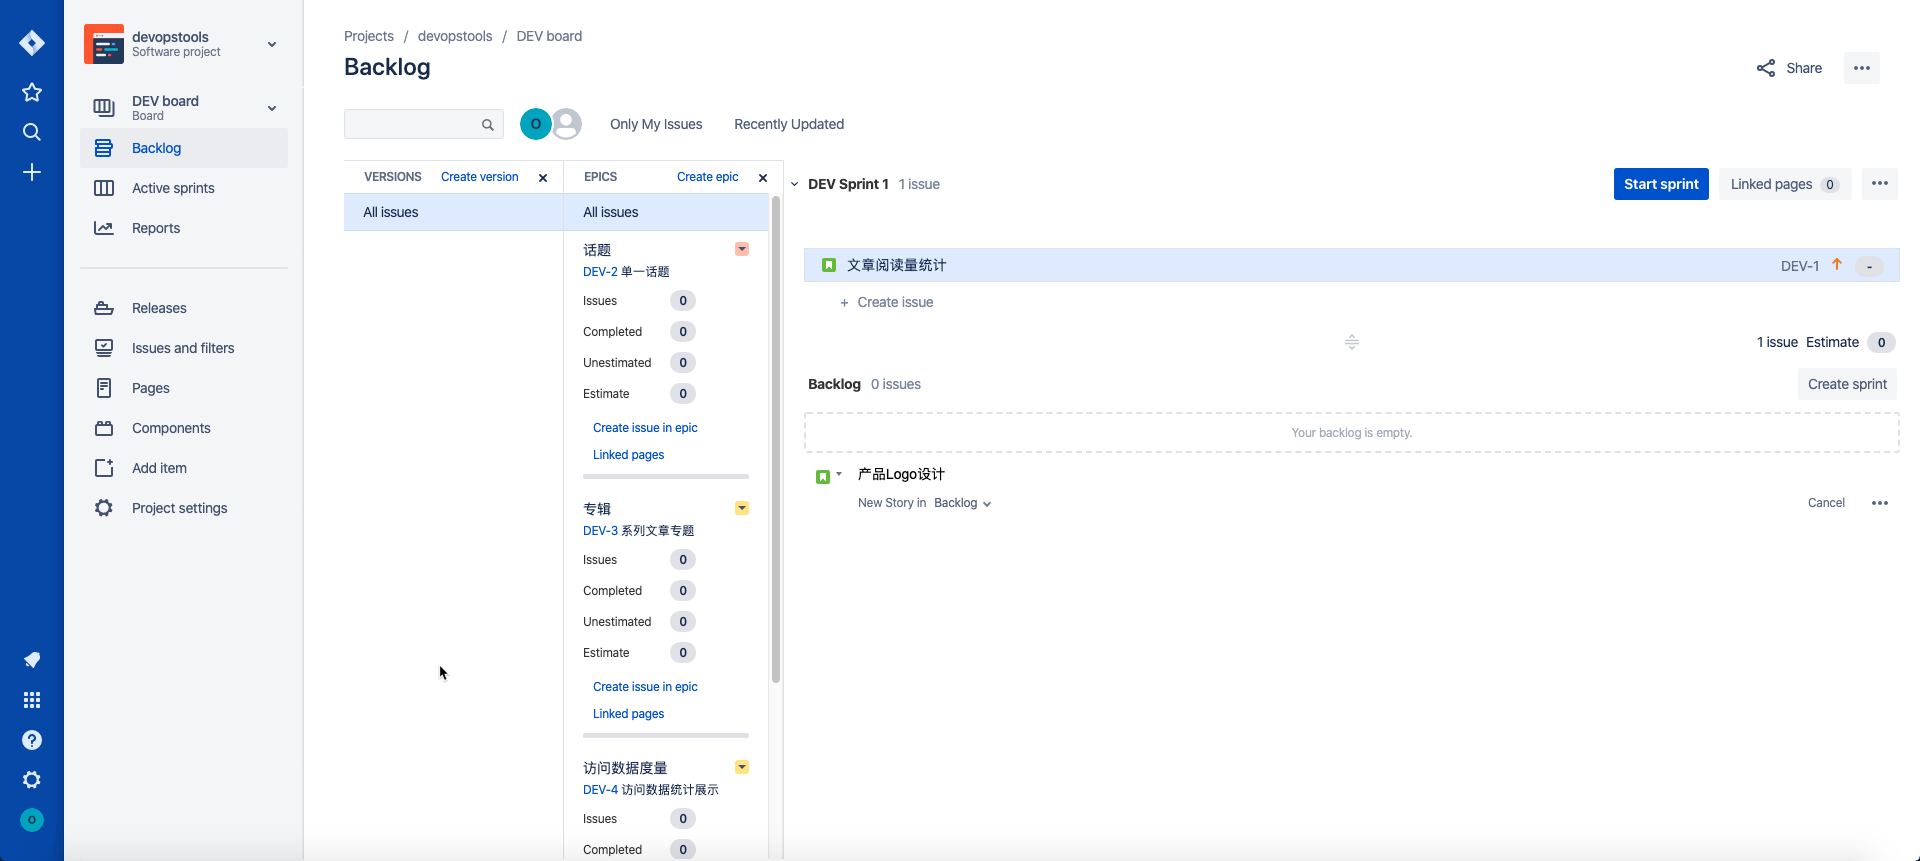 devopstools
Software project
DEV board
Board
Backlog
Active sprints
Reports
Releases
Issues and filters
Pages
Components
Add item
Project settings
O
Projects / devopstools / DEV board
Backlog
Share
O
Only My Issues
Recently Updated
VERSIONS Create version
All issues
EPICS Create epic
All issues
话题
DEV-2 单一话题
Issues 0
Completed 0
Unestimated 0
Estimate 0
Create issue in epic
Linked pages
专辑
DEV-3 系列文章专题
Issues 0
Completed 0
Unestimated 0
Estimate 0
Create issue in epic
Linked pages
访问数据度量
DEV-4 访问数据统计展示
Issues 0
Completed 0
DEV Sprint 1 1 issue
Start sprint
Linked pages 0
文章阅读量统计
DEV-1 -
+ Create issue
1 issue Estimate 0
Backlog 0 issues
Create sprint
Your backlog is empty.
产品Logo设计
New Story in Backlog
Cancel